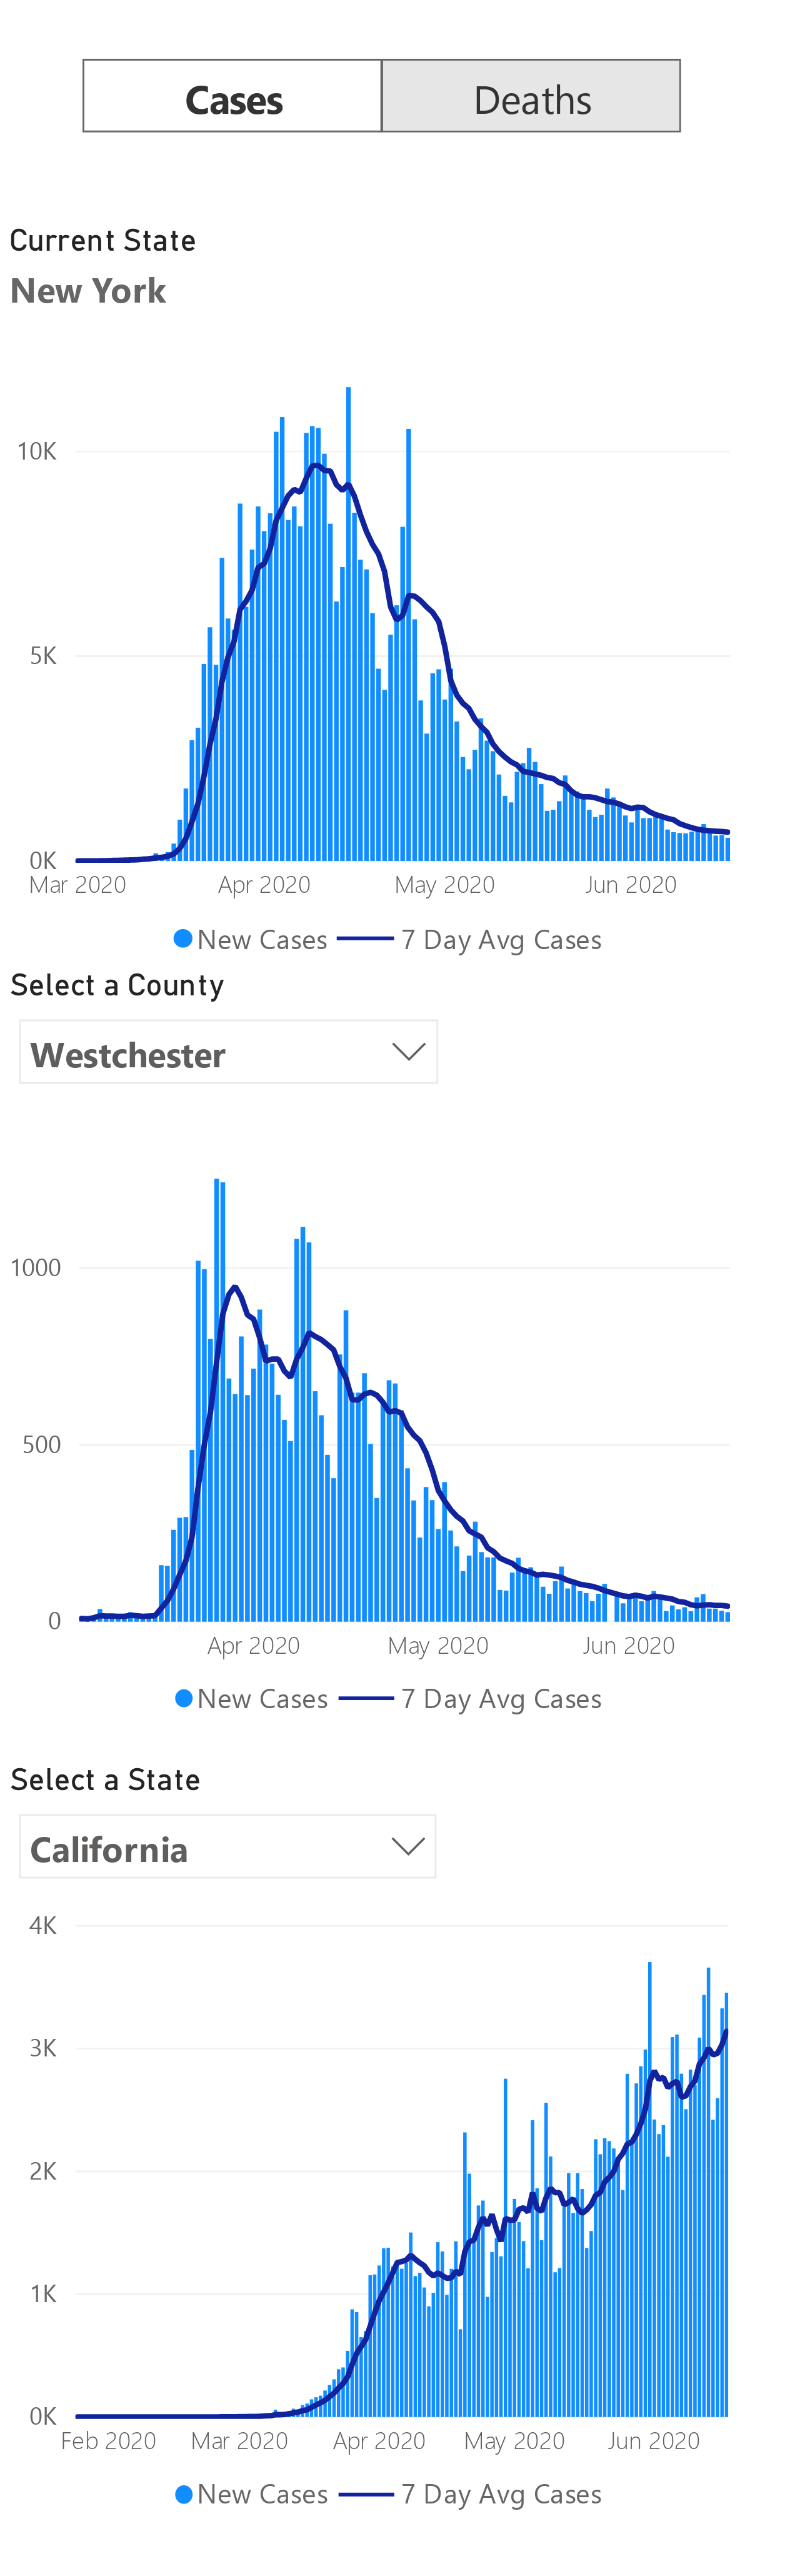 Cases Deaths
Current State
New York
10K
5K
0K
Mar 2020 Apr 2020 May 2020 Jun 2020
New Cases 7 Day Avg Cases
Select a County
Westchester
1000
500
0
Apr 2020 May 2020 Jun 2020
New Cases 7 Day Avg Cases
Select a State
California
4K
3K
2K
1K
0K
Feb 2020 Mar 2020 Apr 2020 May 2020 Jun 2020
New Cases 7 Day Avg Cases